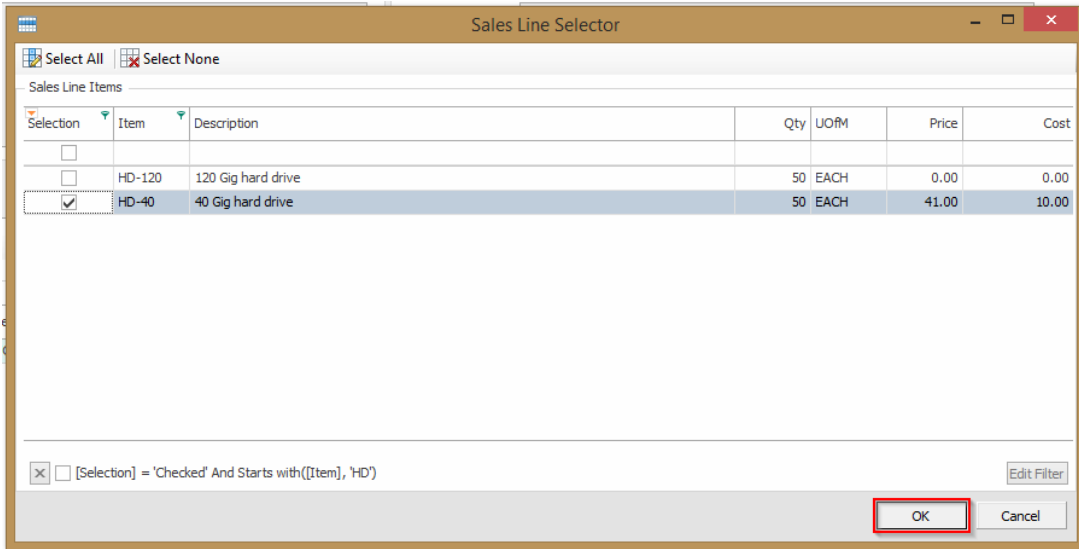 Sales Line Selector
Select All Select None
Sales Line Items
Selection Item Description Qty UOfM Price Cost
HD-120 120 Gig hard drive 50 EACH 0.00 0.00
HD-40 40 Gig hard drive 50 EACH 41.00 10.00
[Selection] = 'Checked' And Starts with([Item], 'HD') Edit Filter
OK Cancel